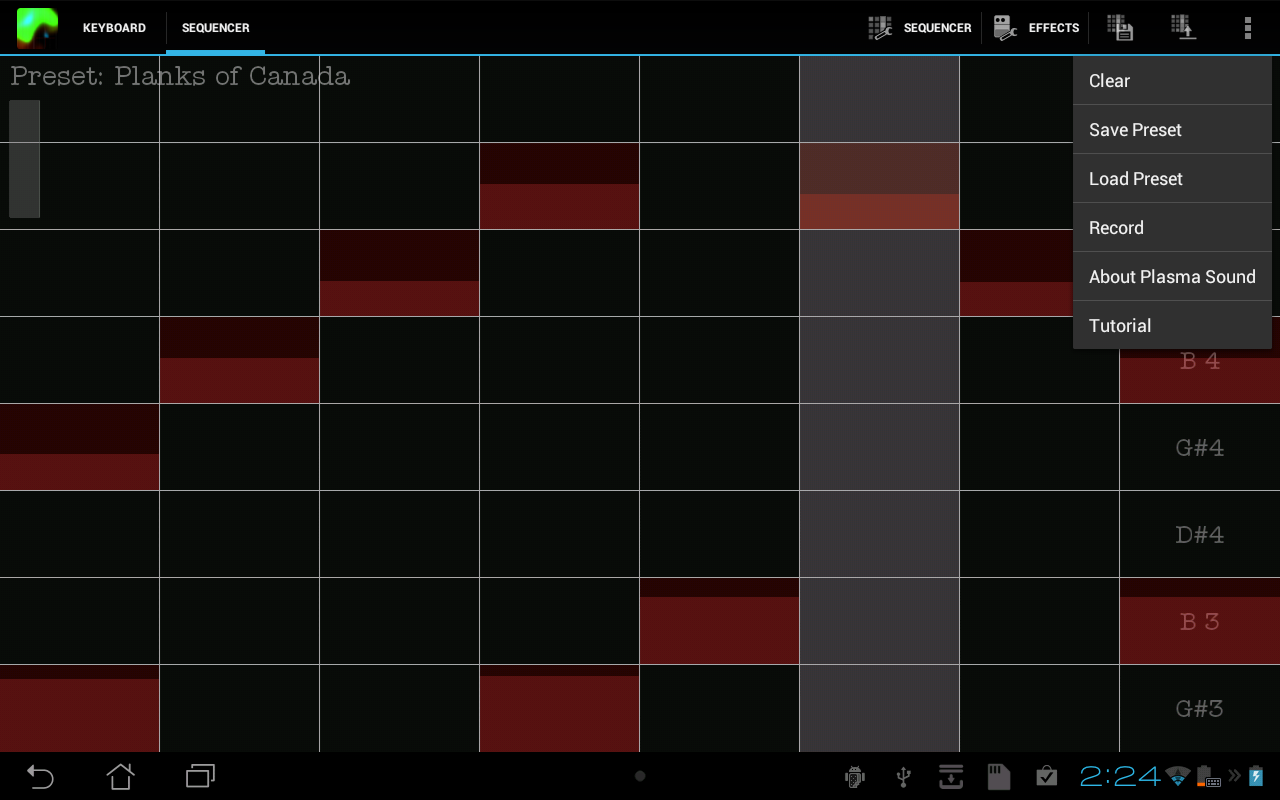 KEYBOARD SEQUENCER SEQUENCER EFFECTS
Preset: Planks of Canada
Clear
Save Preset
Load Preset
Record
About Plasma Sound
Tutorial
B 4
G#4
D#4
B 3
G#3
2:24